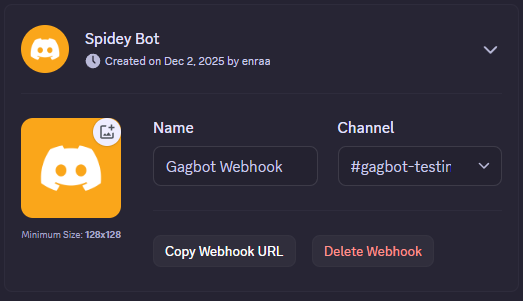 Spidey Bot
Created on Dec 2, 2025 by enraa
Name
Channel
Gagbot Webhook
#gagbot-testin
Minimum Size: 128x128
Copy Webhook URL
Delete Webhook